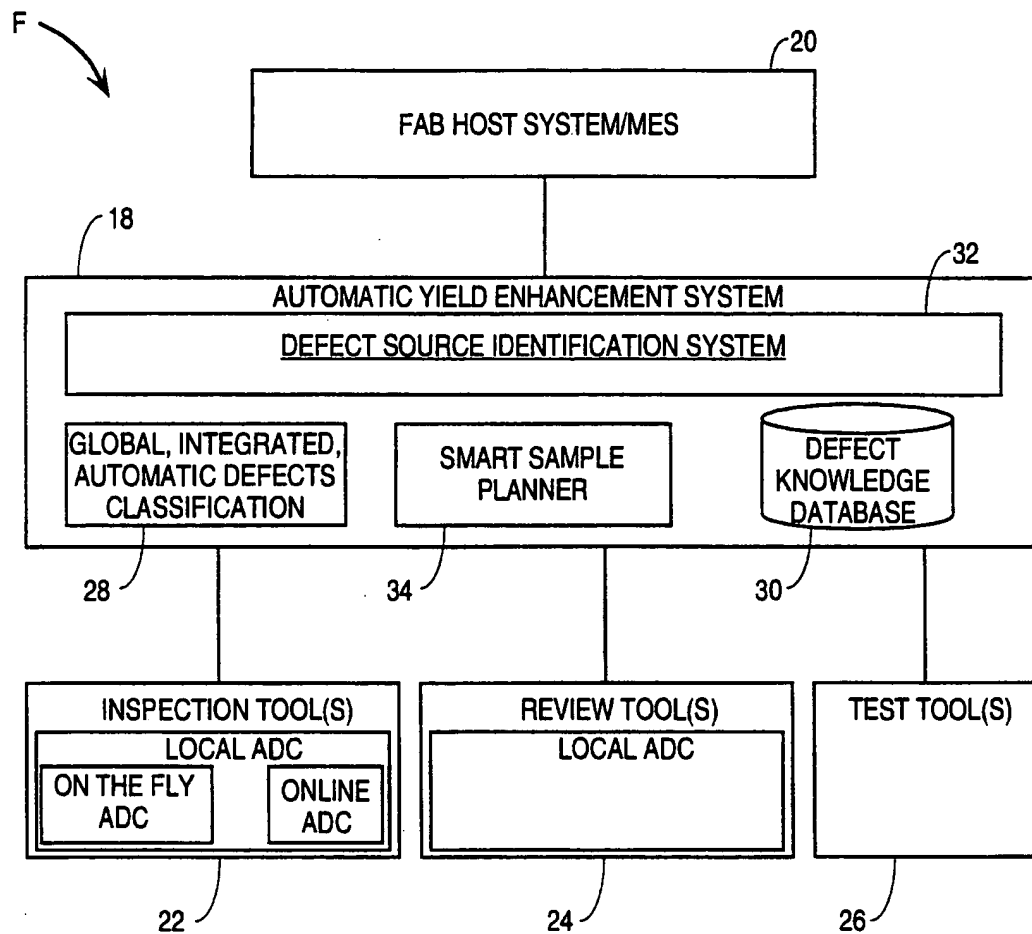 F
20
FAB HOST SYSTEM/MES
18
32
AUTOMATIC YIELD ENHANCEMENT SYSTEM
DEFECT SOURCE IDENTIFICATION SYSTEM
GLOBAL, INTEGRATED,
AUTOMATIC DEFECTS
CLASSIFICATION
SMART SAMPLE
PLANNER
DEFECT
KNOWLEDGE
DATABASE
28
34
30
INSPECTION TOOL(S)
LOCAL ADC
ON THE FLY
ADC
ONLINE
ADC
REVIEW TOOL(S)
LOCAL ADC
TEST TOOL(S)
22
24
26